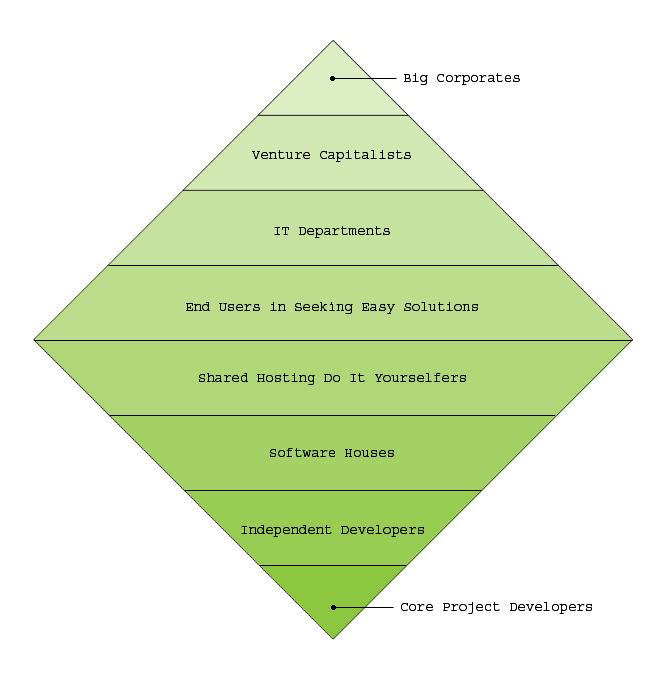 Big Corporates
Venture Capitalists
IT Departments
End Users in Seeking Easy Solutions
Shared Hosting Do It Yourselfers
Software Houses
Independent Developers
Core Project Developers